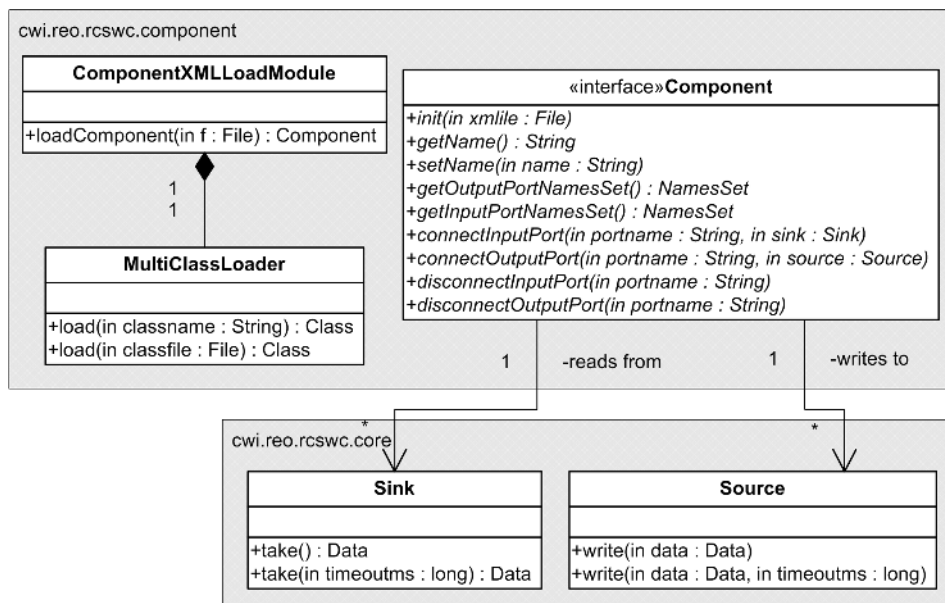 cwi.reo.rcswc.component
ComponentXMLLoadModule
+loadComponent(in f : File) : Component
1
1
MultiClassLoader
+load(in classname : String) : Class
+load(in classfile : File) : Class
«interface»Component
+init(in xmlile : File)
+getName() : String
+setName(in name : String)
+getOutputPortNamesSet() : NamesSet
+getInputPortNamesSet() : NamesSet
+connectInputPort(in portname : String, in sink : Sink)
+connectOutputPort(in portname : String, in source : Source)
+disconnectInputPort(in portname : String)
+disconnectOutputPort(in portname : String)
1
-reads from
1
-writes to
*
*
cwi.reo.rcswc.core
Sink
+take() : Data
+take(in timeoutms : long) : Data
Source
+write(in data : Data)
+write(in data : Data, in timeoutms : long)